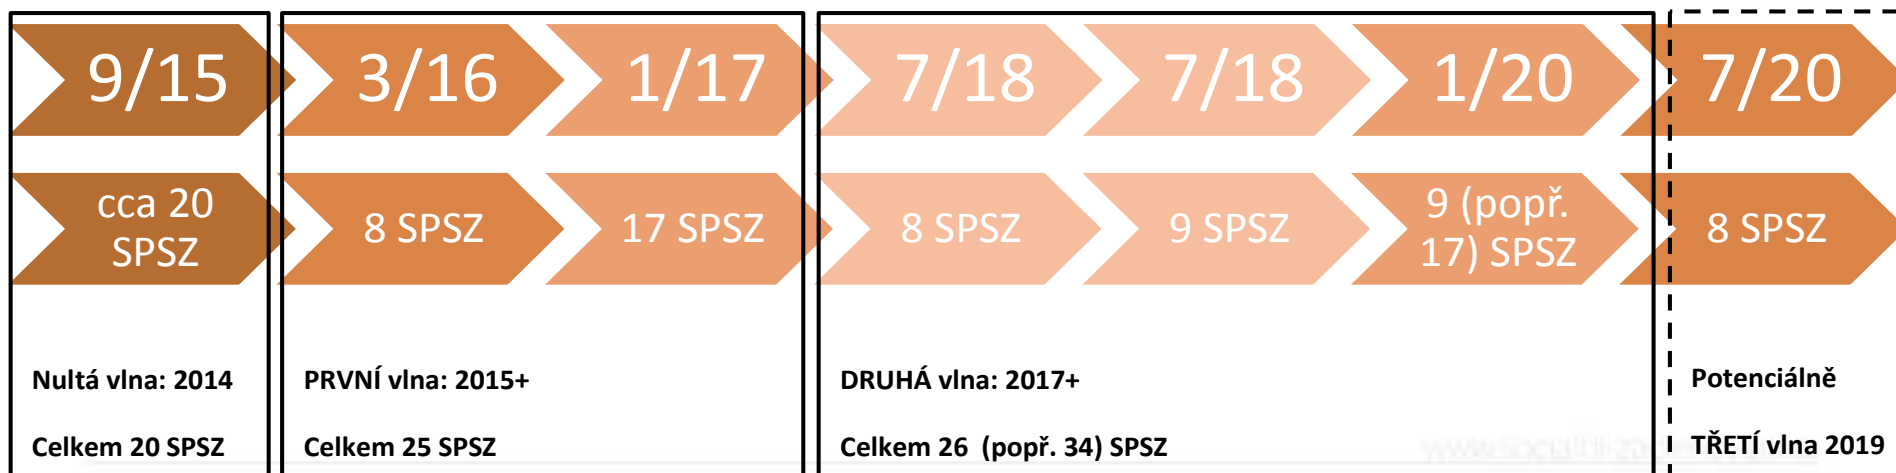 9/15
3/16
1/17
7/18
7/18
1/20
7/20
cca 20
SPSZ
8 SPSZ
17 SPSZ
8 SPSZ
9 SPSZ
9 (popř.
17) SPSZ
8 SPSZ
Nultá vlna: 2014
Celkem 20 SPSZ
PRVNÍ vlna: 2015+
Celkem 25 SPSZ
DRUHÁ vlna: 2017+
Celkem 26 (popř. 34) SPSZ
Potenciálně
TŘETÍ vlna 2019